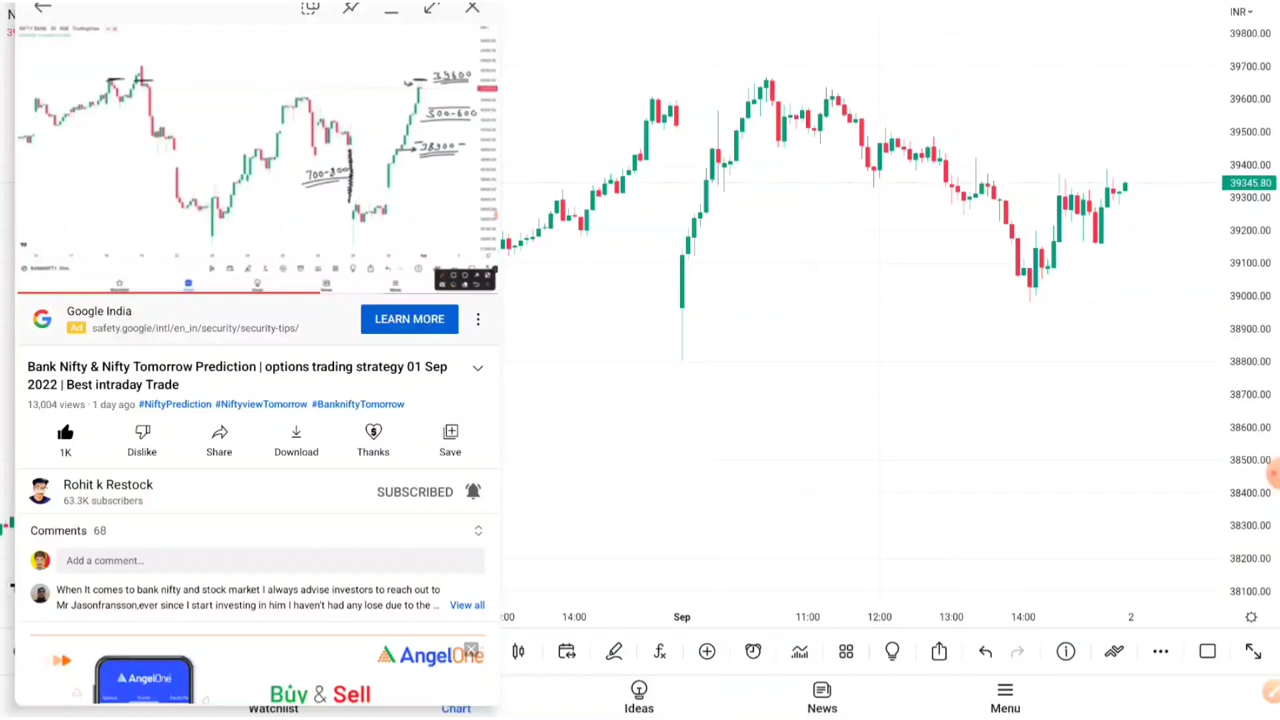 INR
39800.00
39700.00
39600.00
39500.00
39400.00
39345.80
39300.00
39200.00
39100.00
39000.00
38900.00
38800.00
38700.00
38600.00
38500.00
38400.00
38300.00
38200.00
38100.00
39600
500-600
38300
700-800
Google India
Ad safety.google/intl/en_in/security/security-tips/
LEARN MORE
Bank Nifty & Nifty Tomorrow Prediction | options trading strategy 01 Sep
2022 | Best intraday Trade
13,004 views · 1 day ago #NiftyPrediction #NiftyviewTomorrow #BankniftyTomorrow
1K Dislike Share Download Thanks Save
Rohit k Restock
63.3K subscribers
SUBSCRIBED
Comments 68
Add a comment...
When It comes to bank nifty and stock market I always advise investors to reach out to
Mr Jasonfransson,ever since I start investing in him I haven't had any lose due to the ... View all
AngelOne
AngelOne
Buy & Sell
14:00 Sep 11:00 12:00 13:00 14:00 2
Watchlist Chart Ideas News Menu